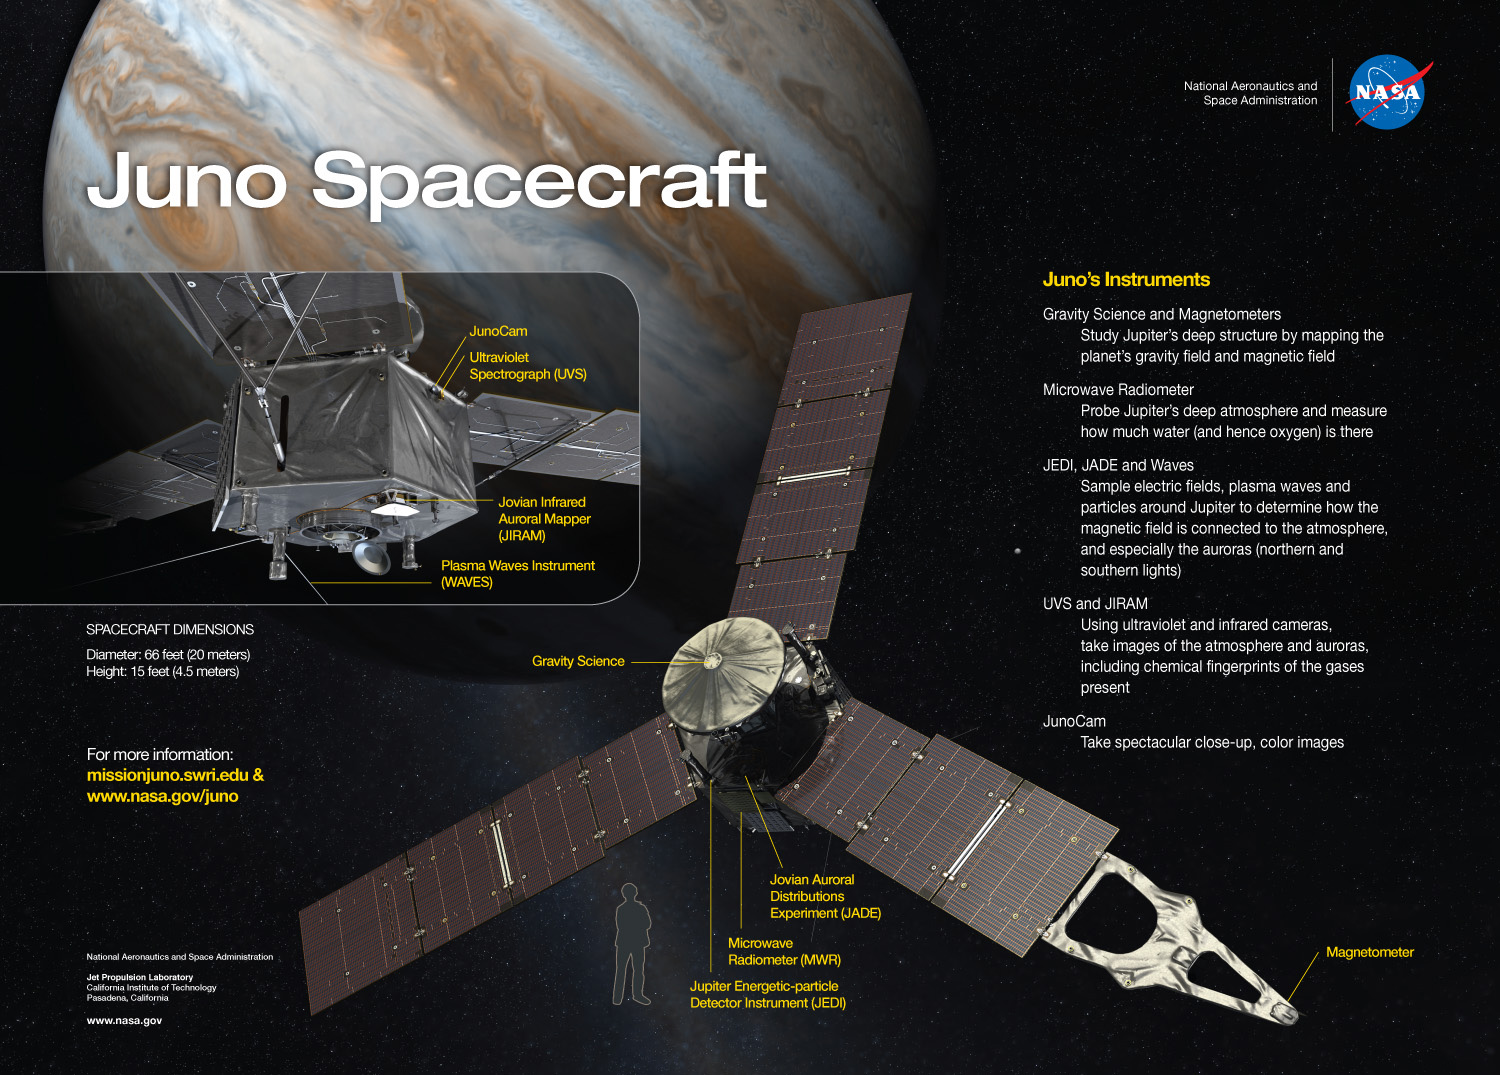 National Aeronautics and
Space Administration
NASA
Juno Spacecraft
JunoCam
Ultraviolet
Spectrograph (UVS)
Jovian Infrared
Auroral Mapper
(JIRAM)
Plasma Waves Instrument
(WAVES)
SPACECRAFT DIMENSIONS
Diameter: 66 feet (20 meters)
Height: 15 feet (4.5 meters)
For more information:
missionjuno.swri.edu &
www.nasa.gov/juno
Gravity Science
Jovian Auroral
Distributions
Experiment (JADE)
Microwave
Radiometer (MWR)
Jupiter Energetic-particle
Detector Instrument (JEDI)
Magnetometer
Juno's Instruments
Gravity Science and Magnetometers
Study Jupiter's deep structure by mapping the
planet's gravity field and magnetic field
Microwave Radiometer
Probe Jupiter's deep atmosphere and measure
how much water (and hence oxygen) is there
JEDI, JADE and Waves
Sample electric fields, plasma waves and
particles around Jupiter to determine how the
magnetic field is connected to the atmosphere,
and especially the auroras (northern and
southern lights)
UVS and JIRAM
Using ultraviolet and infrared cameras,
take images of the atmosphere and auroras,
including chemical fingerprints of the gases
present
JunoCam
Take spectacular close-up, color images
National Aeronautics and Space Administration
Jet Propulsion Laboratory
California Institute of Technology
Pasadena, California
www.nasa.gov